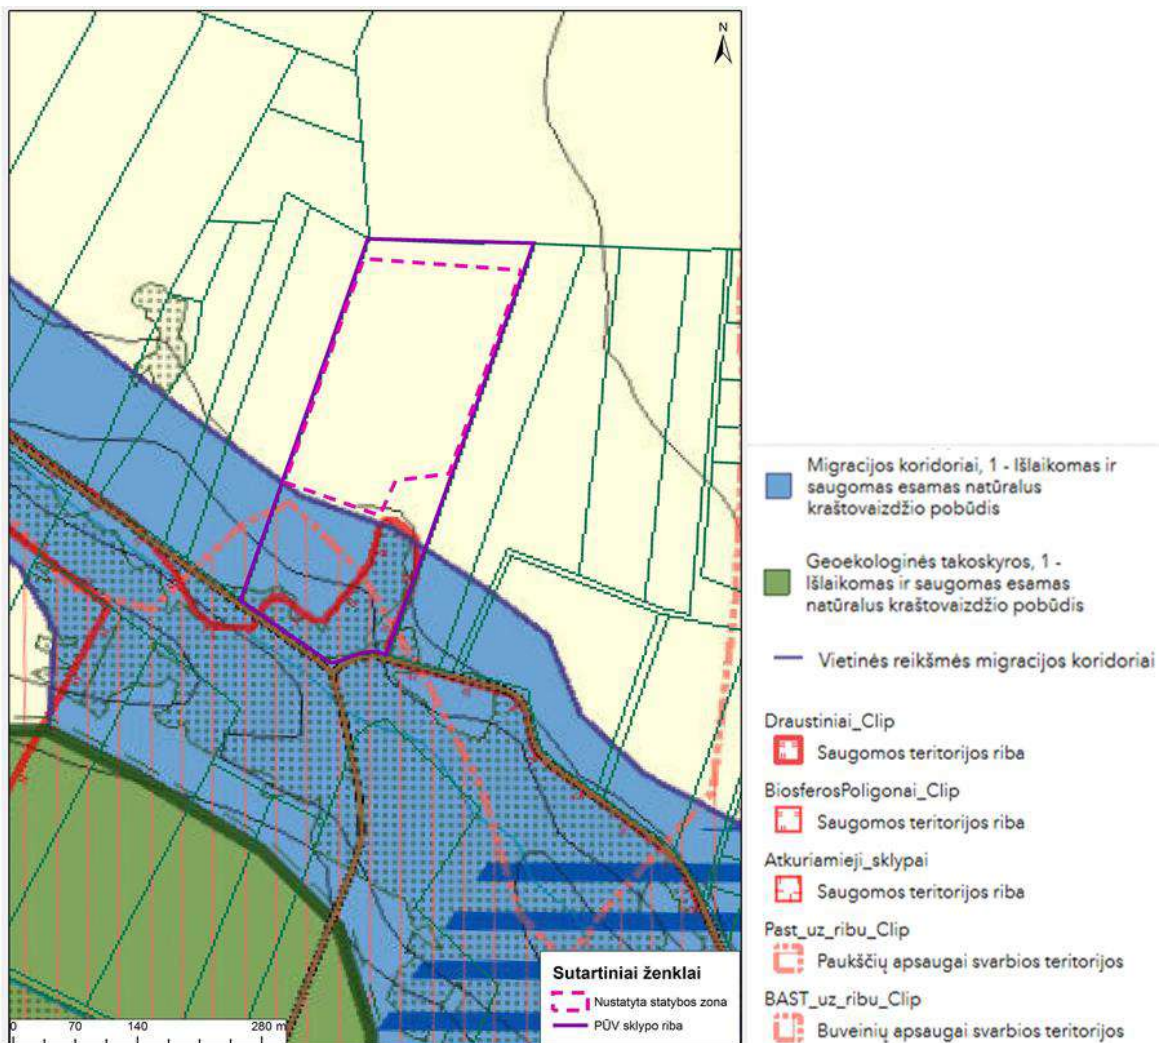 N
Migracijos koridoriai, 1 - Išlaikomas ir
saugomas esamas natūralus
kraštovaizdžio pobūdis
Geoekologinės takoskyros, 1 -
Išlaikomas ir saugomas esamas
natūralus kraštovaizdžio pobūdis
Vietinės reikšmės migracijos koridoriai
Draustiniai_Clip
Saugomos teritorijos riba
BiosferosPoligonai_Clip
Saugomos teritorijos riba
Atkuriamieji_sklypai
Saugomos teritorijos riba
Past_uz_ribu_Clip
Paukščių apsaugai svarbios teritorijos
BAST_uz_ribu_Clip
Buveinių apsaugai svarbios teritorijos
Sutartiniai ženklai
Nustatyta statybos zona
PŪV sklypo riba
0 70 140 280 m